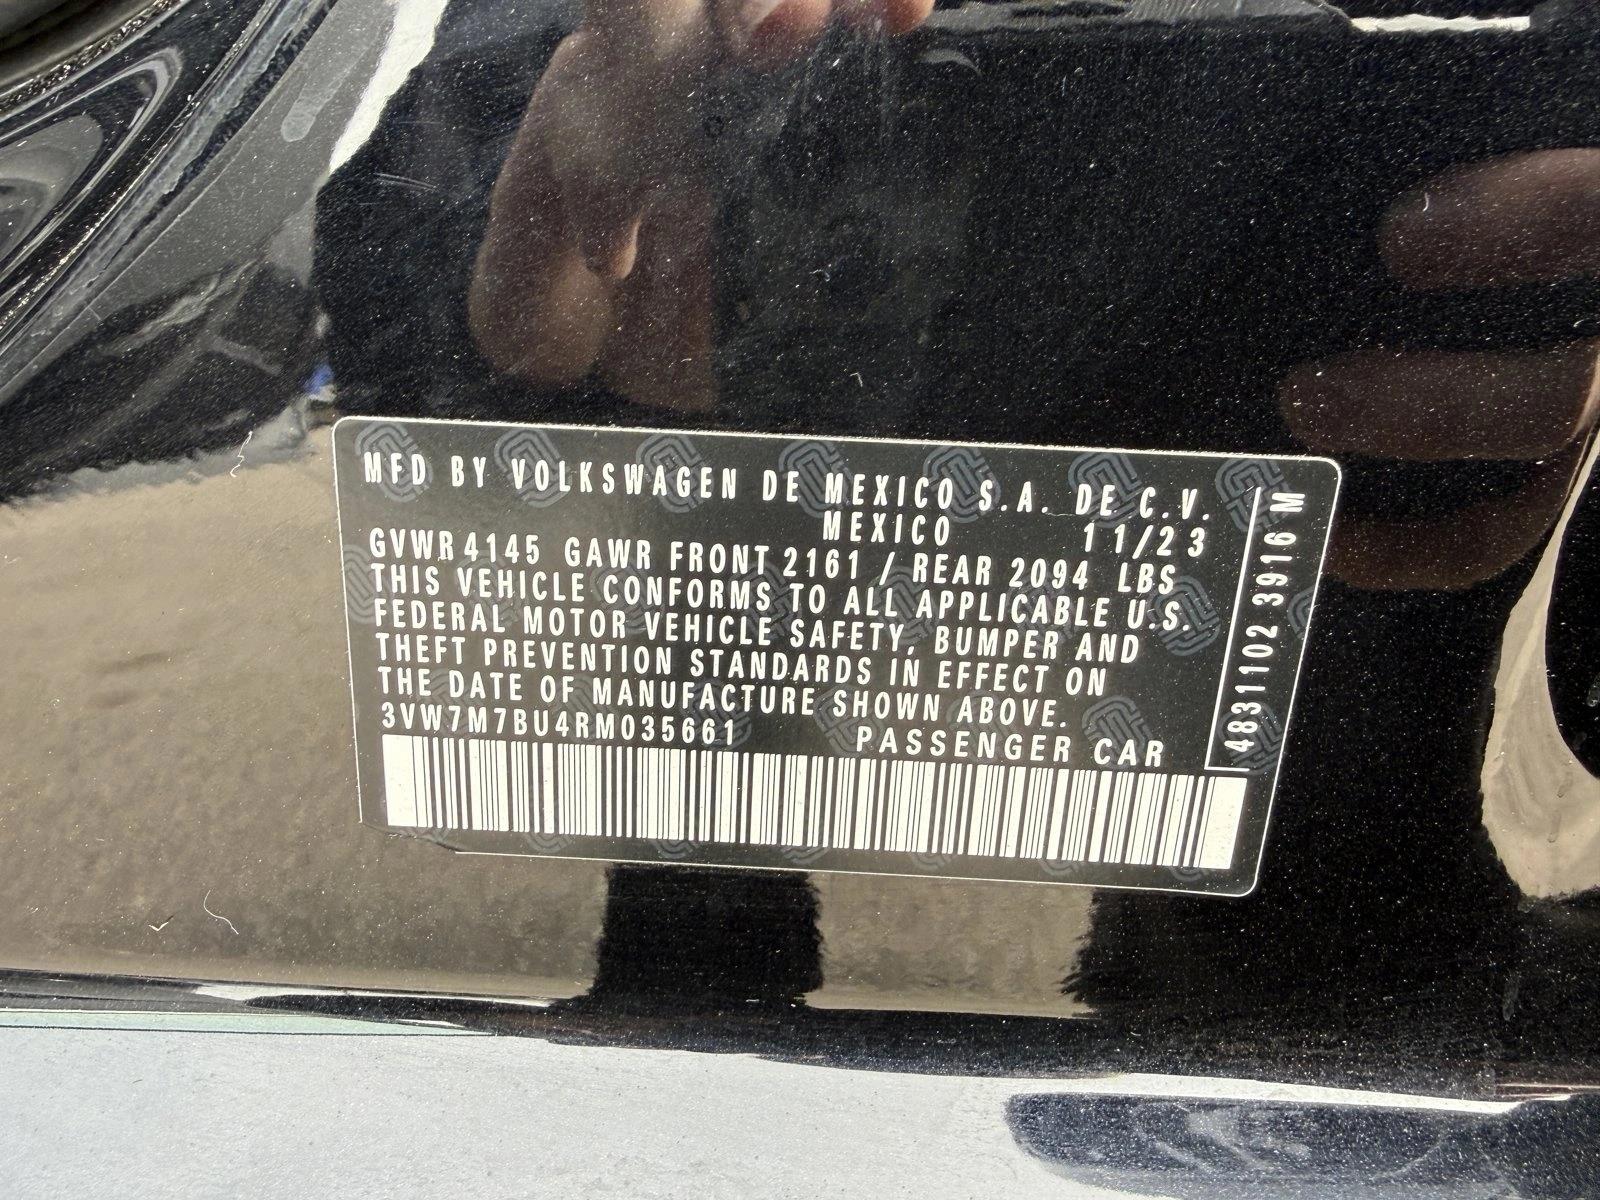 MFD BY VOLKSWAGEN DE MEXICO S.A. DE C.V.
MEXICO 11/23
GVWR 4145 GAWR FRONT 2161 / REAR 2094 LBS
THIS VEHICLE CONFORMS TO ALL APPLICABLE U.S.
FEDERAL MOTOR VEHICLE SAFETY, BUMPER AND
THEFT PREVENTION STANDARDS IN EFFECT ON
THE DATE OF MANUFACTURE SHOWN ABOVE.
3VW7M7BU4RM035661 PASSENGER CAR
4831102 3916 M